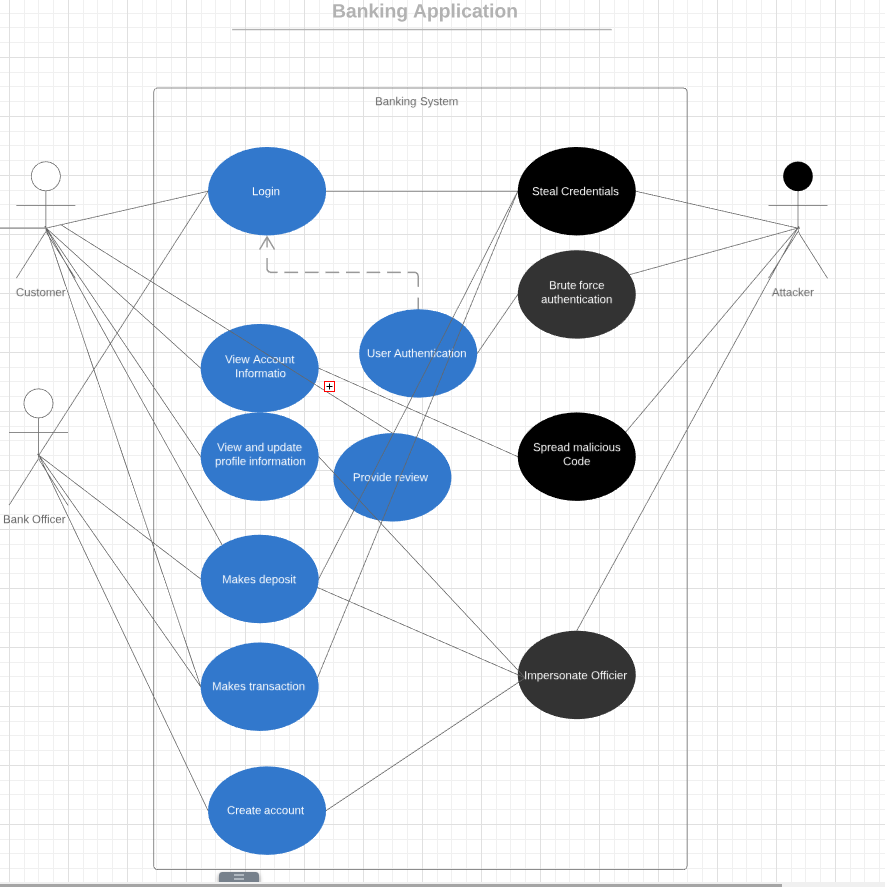 Banking Application
Banking System
Login
Steal Credentials
Customer
Brute force
authentication
Attacker
View Account
Informatio
User Authentication
View and update
profile information
Provide review
Spread malicious
Code
Bank Officer
Makes deposit
Makes transaction
Impersonate Officier
Create account